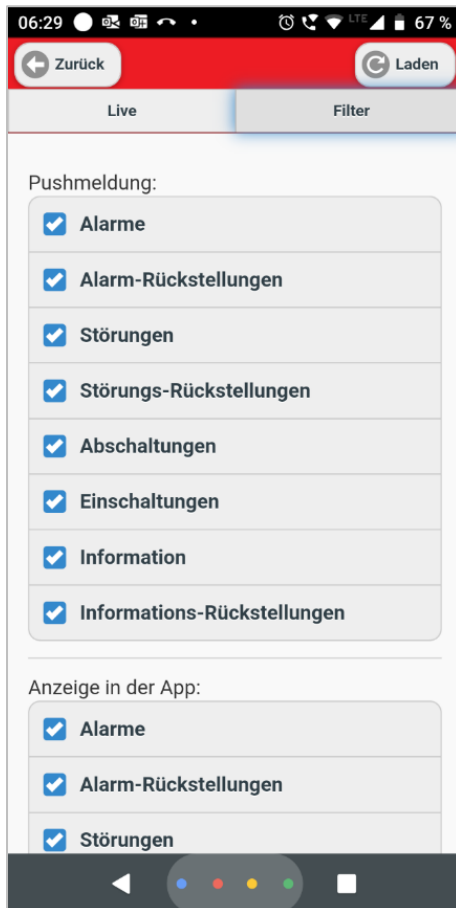 06:29 LTE 67 %
Zurück Laden
Live Filter
Pushmeldung:
Alarme
Alarm-Rückstellungen
Störungen
Störungs-Rückstellungen
Abschaltungen
Einschaltungen
Information
Informations-Rückstellungen
Anzeige in der App:
Alarme
Alarm-Rückstellungen
Störungen